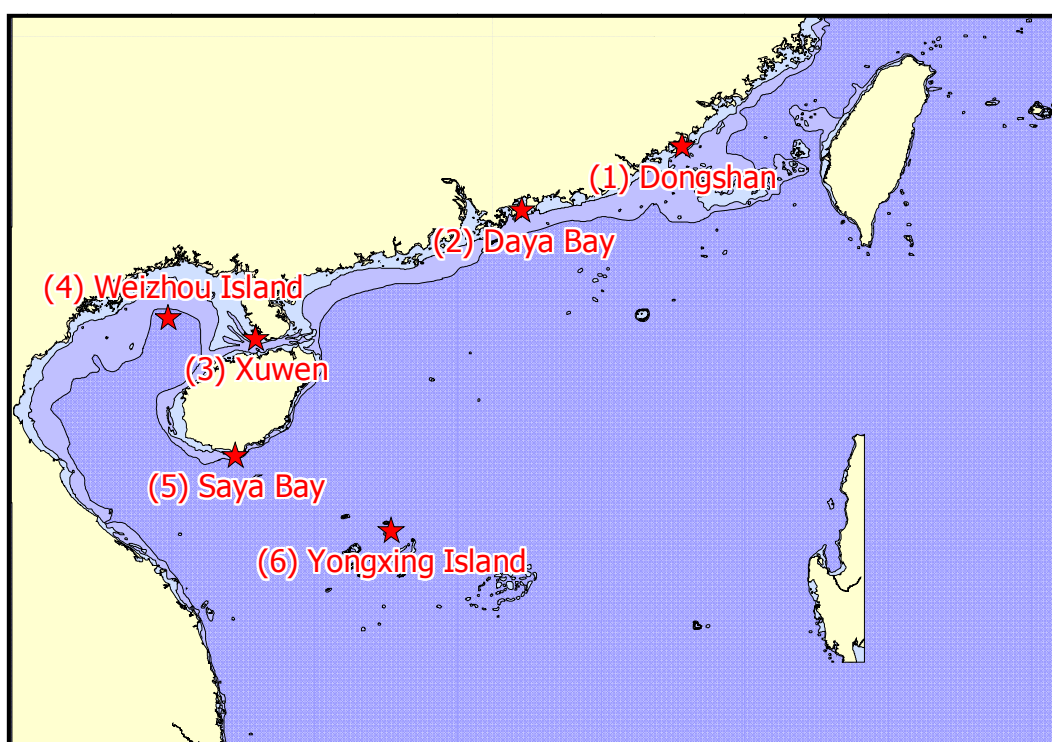 (1) Dongshan
(2) Daya Bay
(4) Weizhou Island
(3) Xuwen
(5) Saya Bay
(6) Yongxing Island